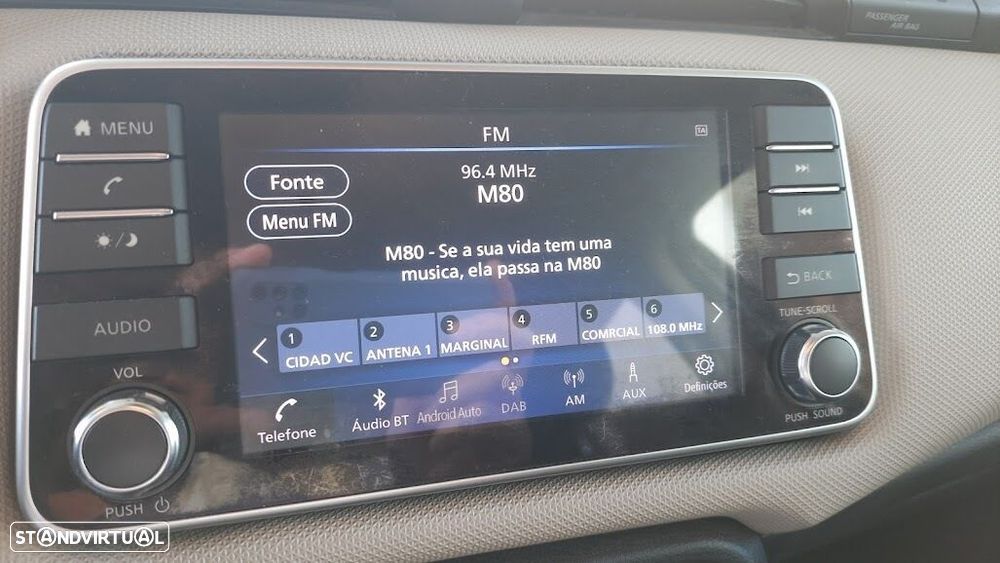 PASSENGER
AIR BAG
MENU
AUDIO
VOL
PUSH
FM
TA
96.4 MHz
M80
Fonte
Menu FM
M80 - Se a sua vida tem uma
musica, ela passa na M80
1 CIDAD VC
2 ANTENA 1
3 MARGINAL
4 RFM
5 COMRCIAL
6 108.0 MHz
Telefone
Áudio BT
Android Auto
DAB
AM
AUX
Definições
BACK
TUNE-SCROLL
PUSH SOUND
STANDVIRTUAL